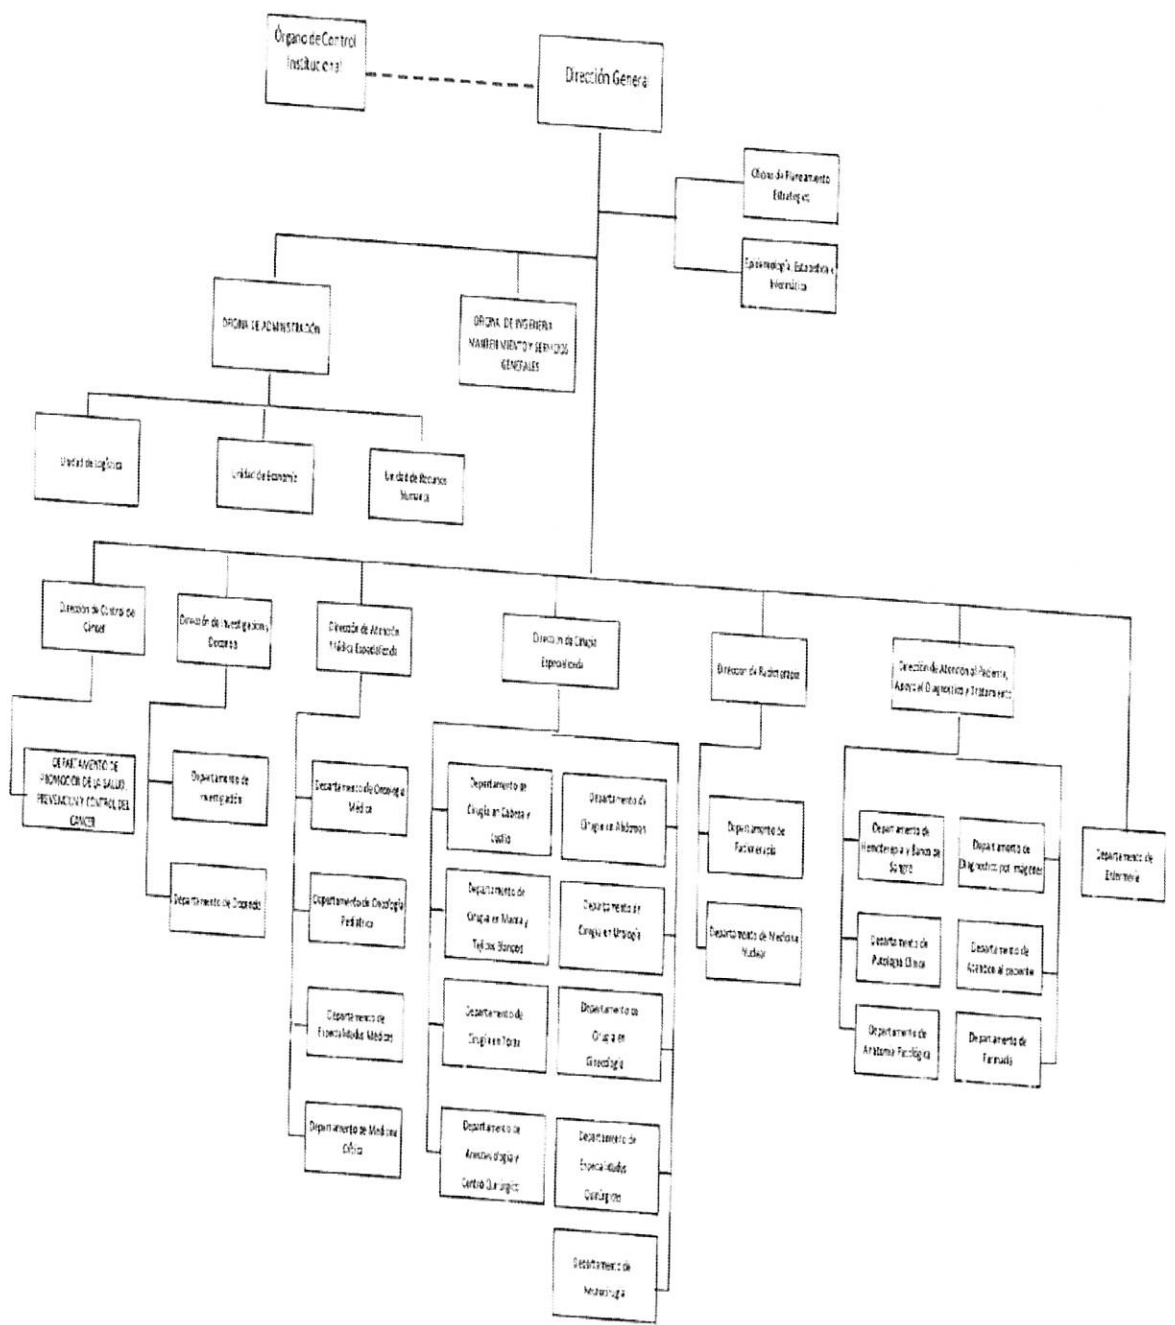 Órgano de Control
Institucional
Dirección General
Oficina de Planeamiento
Estratégico
Epidemiología, Estadística e
Informática
OFICINA DE ADMINISTRACIÓN
OFICINA DE INGENIERIA
MANTENIMIENTO Y SERVICIOS
GENERALES
Unidad de Logística
Unidad de Economía
Unidad de Recursos
Humanos
Dirección de Control de
Cáncer
Dirección de Investigación y
Docencia
Dirección de Atención
Médica Especializada
Dirección de Cirugía
Especializada
Dirección de Radioterapia
Dirección de Atención al Paciente,
Apoyo al Diagnóstico y Tratamiento
DEPARTAMENTO DE
PROMOCIÓN DE LA SALUD,
PREVENCION Y CONTROL DEL
CANCER
Departamento de
Investigación
Departamento de Docencia
Departamento de Oncología
Médica
Departamento de Oncología
Pediátrica
Departamento de
Especialidades Médicas
Departamento de Medicina
Crítica
Departamento de
Cirugía en Cabeza y
Cuello
Departamento de
Cirugía en Abdomen
Departamento de
Cirugía en Mama y
Tejidos Blandos
Departamento de
Cirugía en Urología
Departamento de
Cirugía en Tórax
Departamento de
Cirugía en
Ginecología
Departamento de
Anestesiología y
Centro Quirúrgico
Departamento de
Especialidades
Quirúrgicas
Departamento de
Neurocirugía
Departamento de
Radioterapia
Departamento de Medicina
Nuclear
Departamento de
Hemoterapia y Banco de
Sangre
Departamento de
Diagnostico por imágenes
Departamento de
Patología Clínica
Departamento de
Atención al paciente
Departamento de
Anatomía Patológica
Departamento de
Farmacia
Departamento de
Enfermería